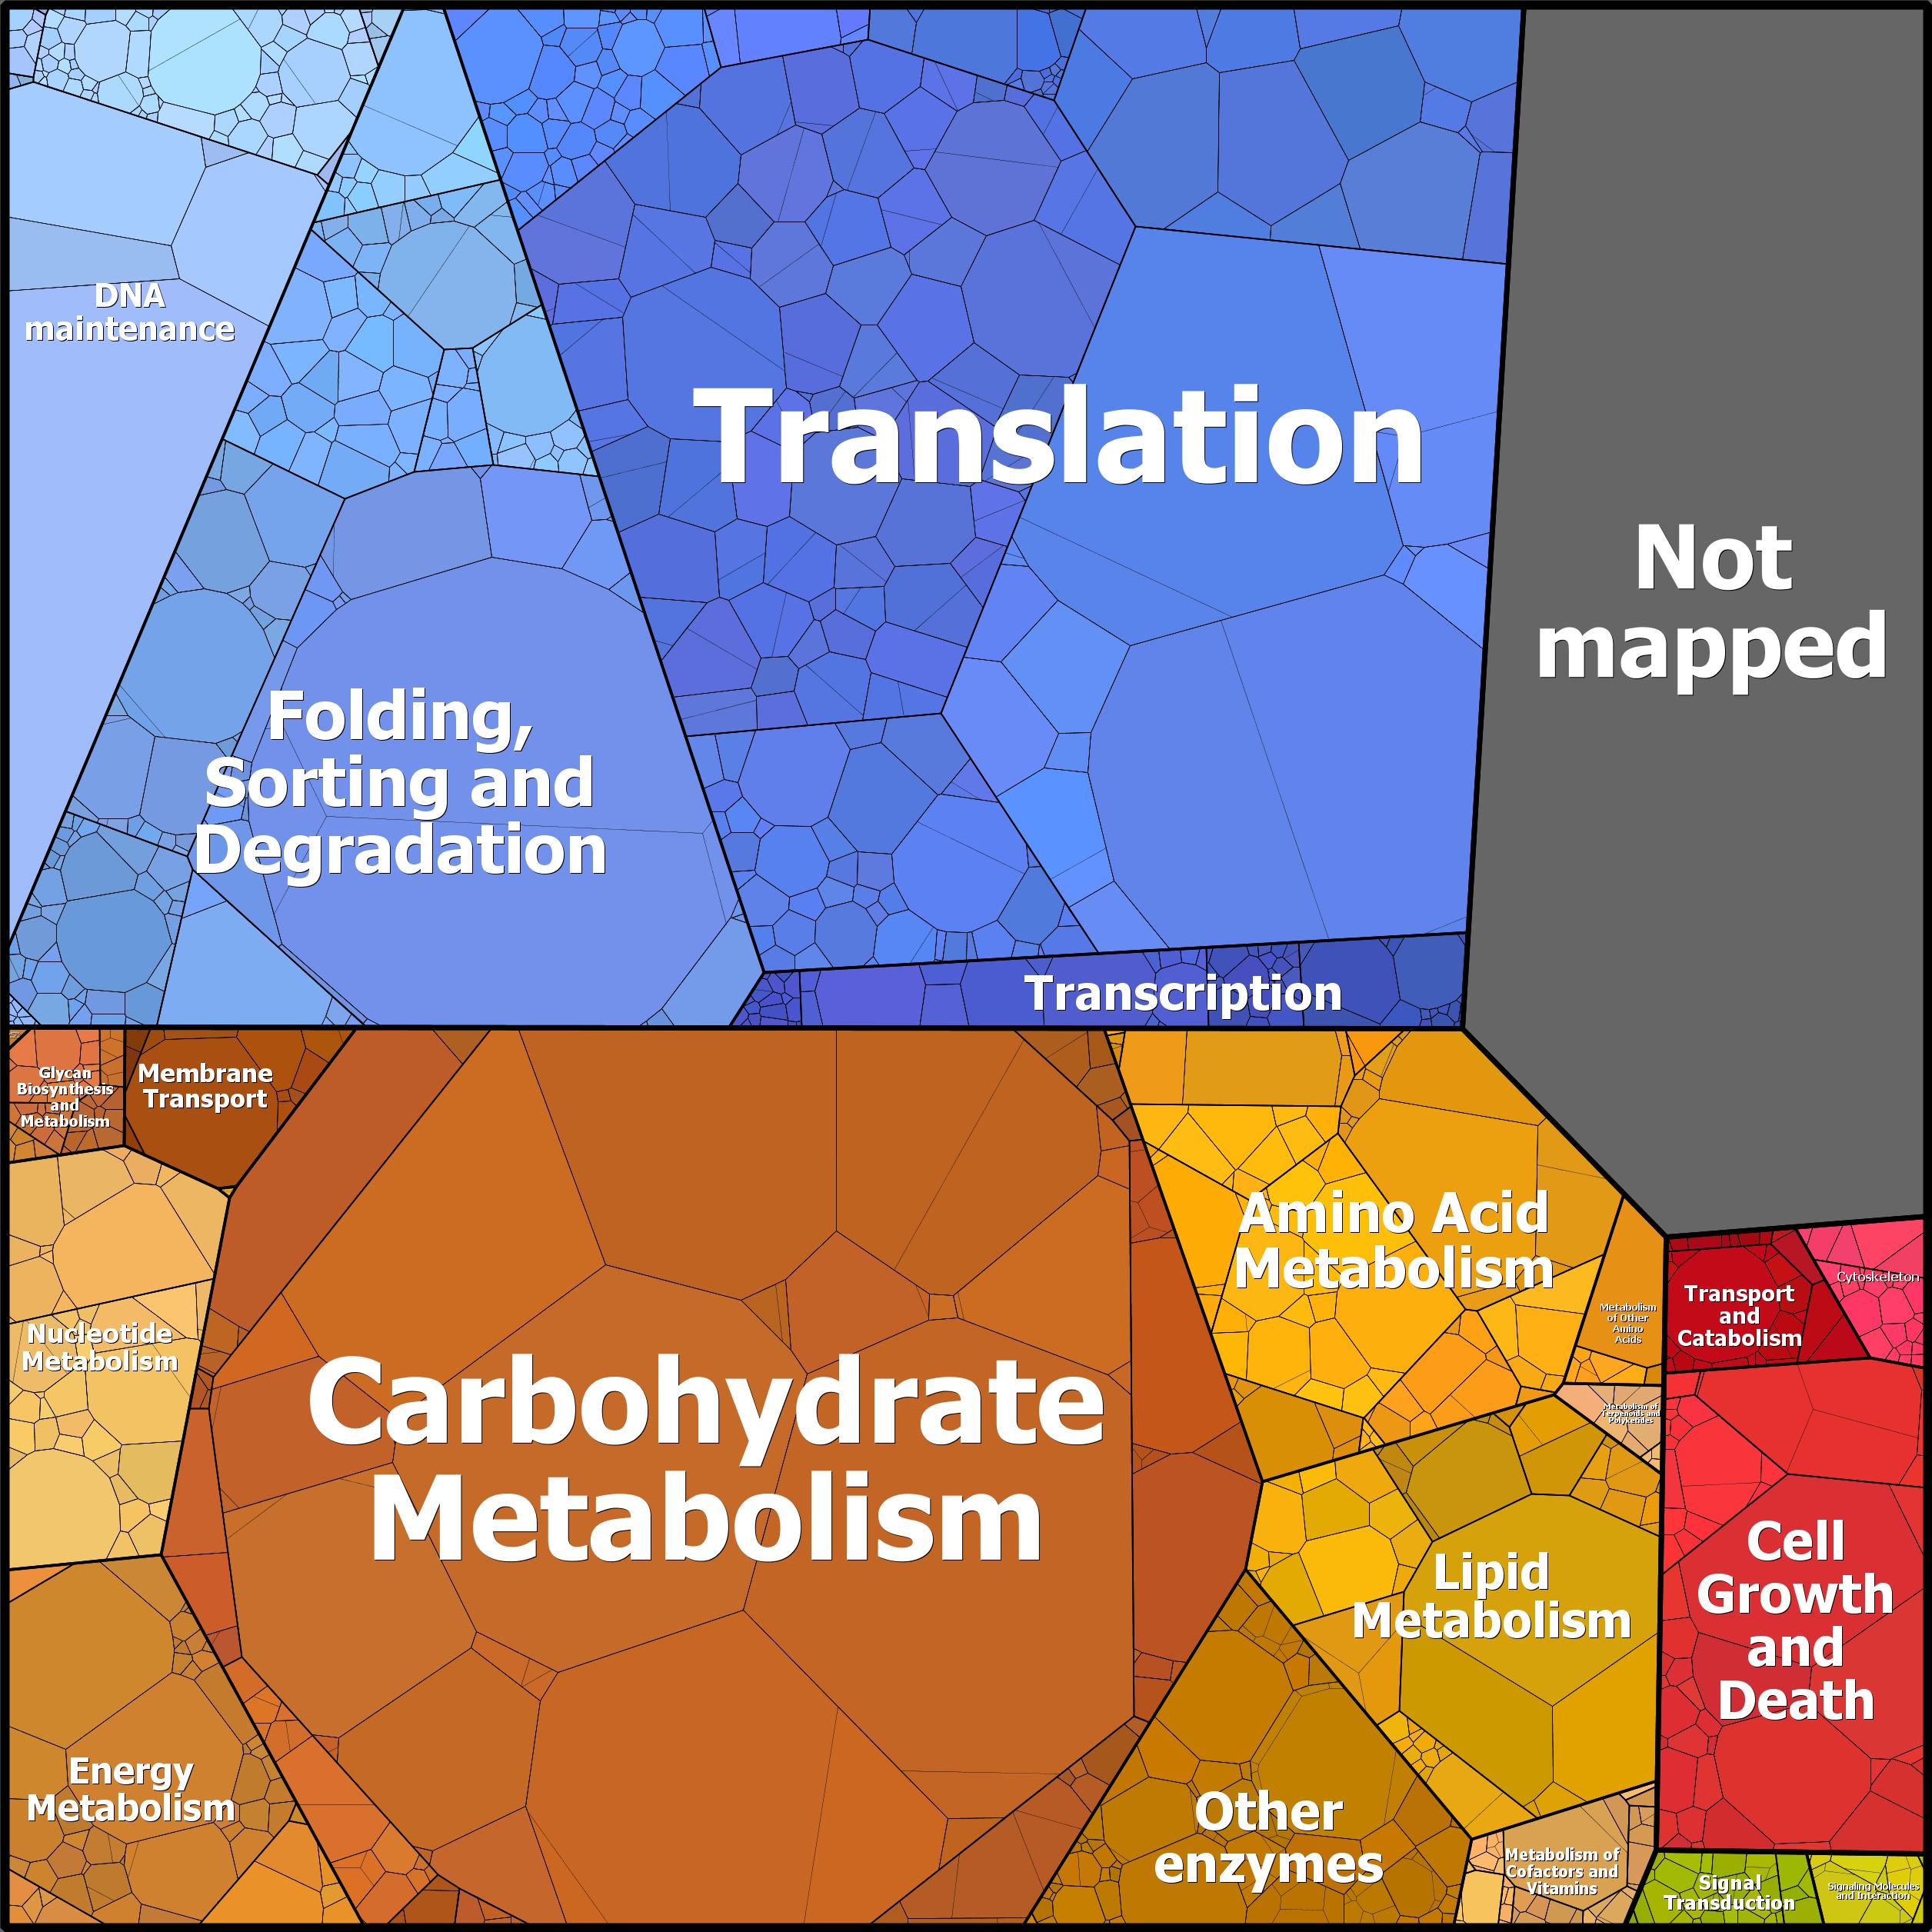 DNA
maintenance
Translation
Not
mapped
Folding,
Sorting and
Degradation
Transcription
Glycan
Biosynthesis
and
Metabolism
Membrane
Transport
Amino Acid
Metabolism
Metabolism
of Other
Amino
Acids
Transport
and
Catabolism
Cytoskeleton
Nucleotide
Metabolism
Carbohydrate
Metabolism
Metabolism of
Terpenoids and
Polyketides
Cell
Growth
and
Death
Lipid
Metabolism
Energy
Metabolism
Other
enzymes
Metabolism of
Cofactors and
Vitamins
Signal
Transduction
Signaling Molecules
and Interaction